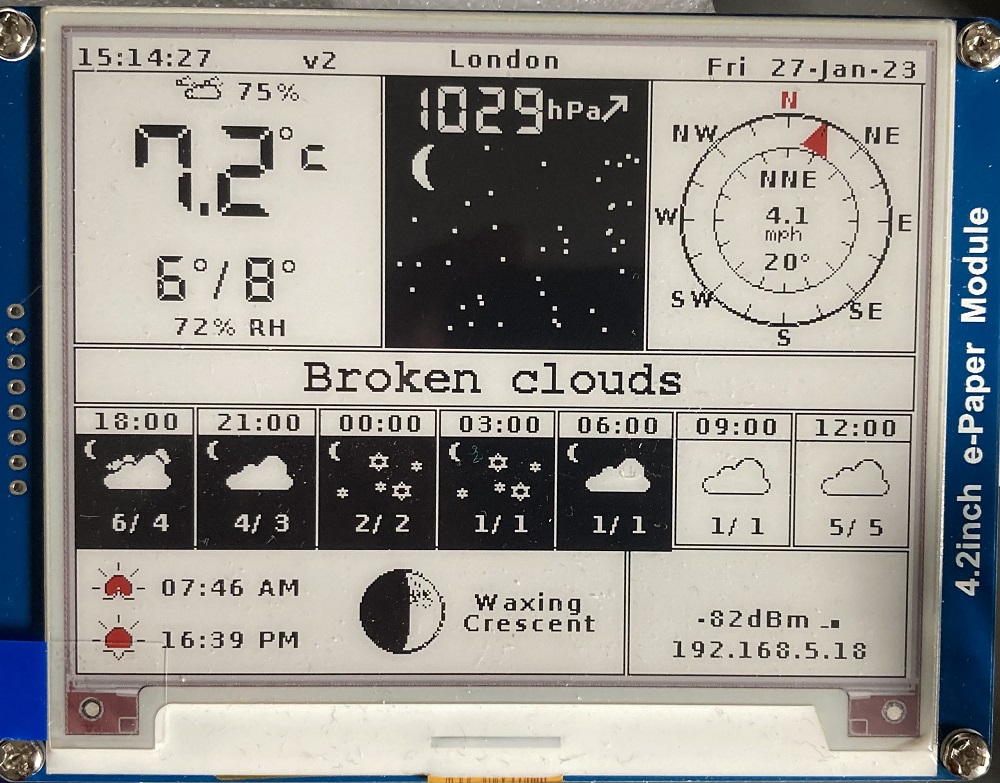 15:14:27 v2 London Fri 27-Jan-23
75%
7.2°c
6°/8°
72% RH
1029hPa
N
NE
E
SE
S
SW
W
NW
NNE
4.1
mph
20°
Broken clouds
18:00 21:00 00:00 03:00 06:00 09:00 12:00
6/ 4 4/ 3 2/ 2 1/ 1 1/ 1 1/ 1 5/ 5
07:46 AM
16:39 PM
Waxing
Crescent
-82dBm
192.168.5.18
4.2inch e-Paper Module